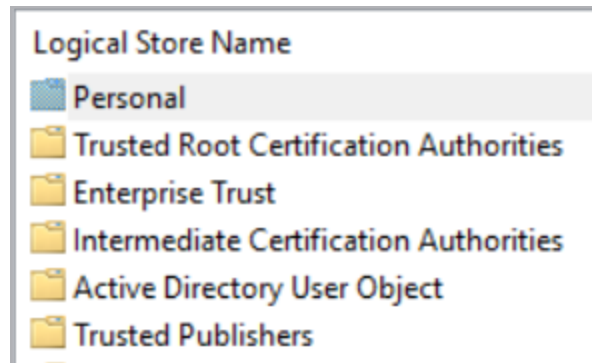 Logical Store Name
Personal
Trusted Root Certification Authorities
Enterprise Trust
Intermediate Certification Authorities
Active Directory User Object
Trusted Publishers